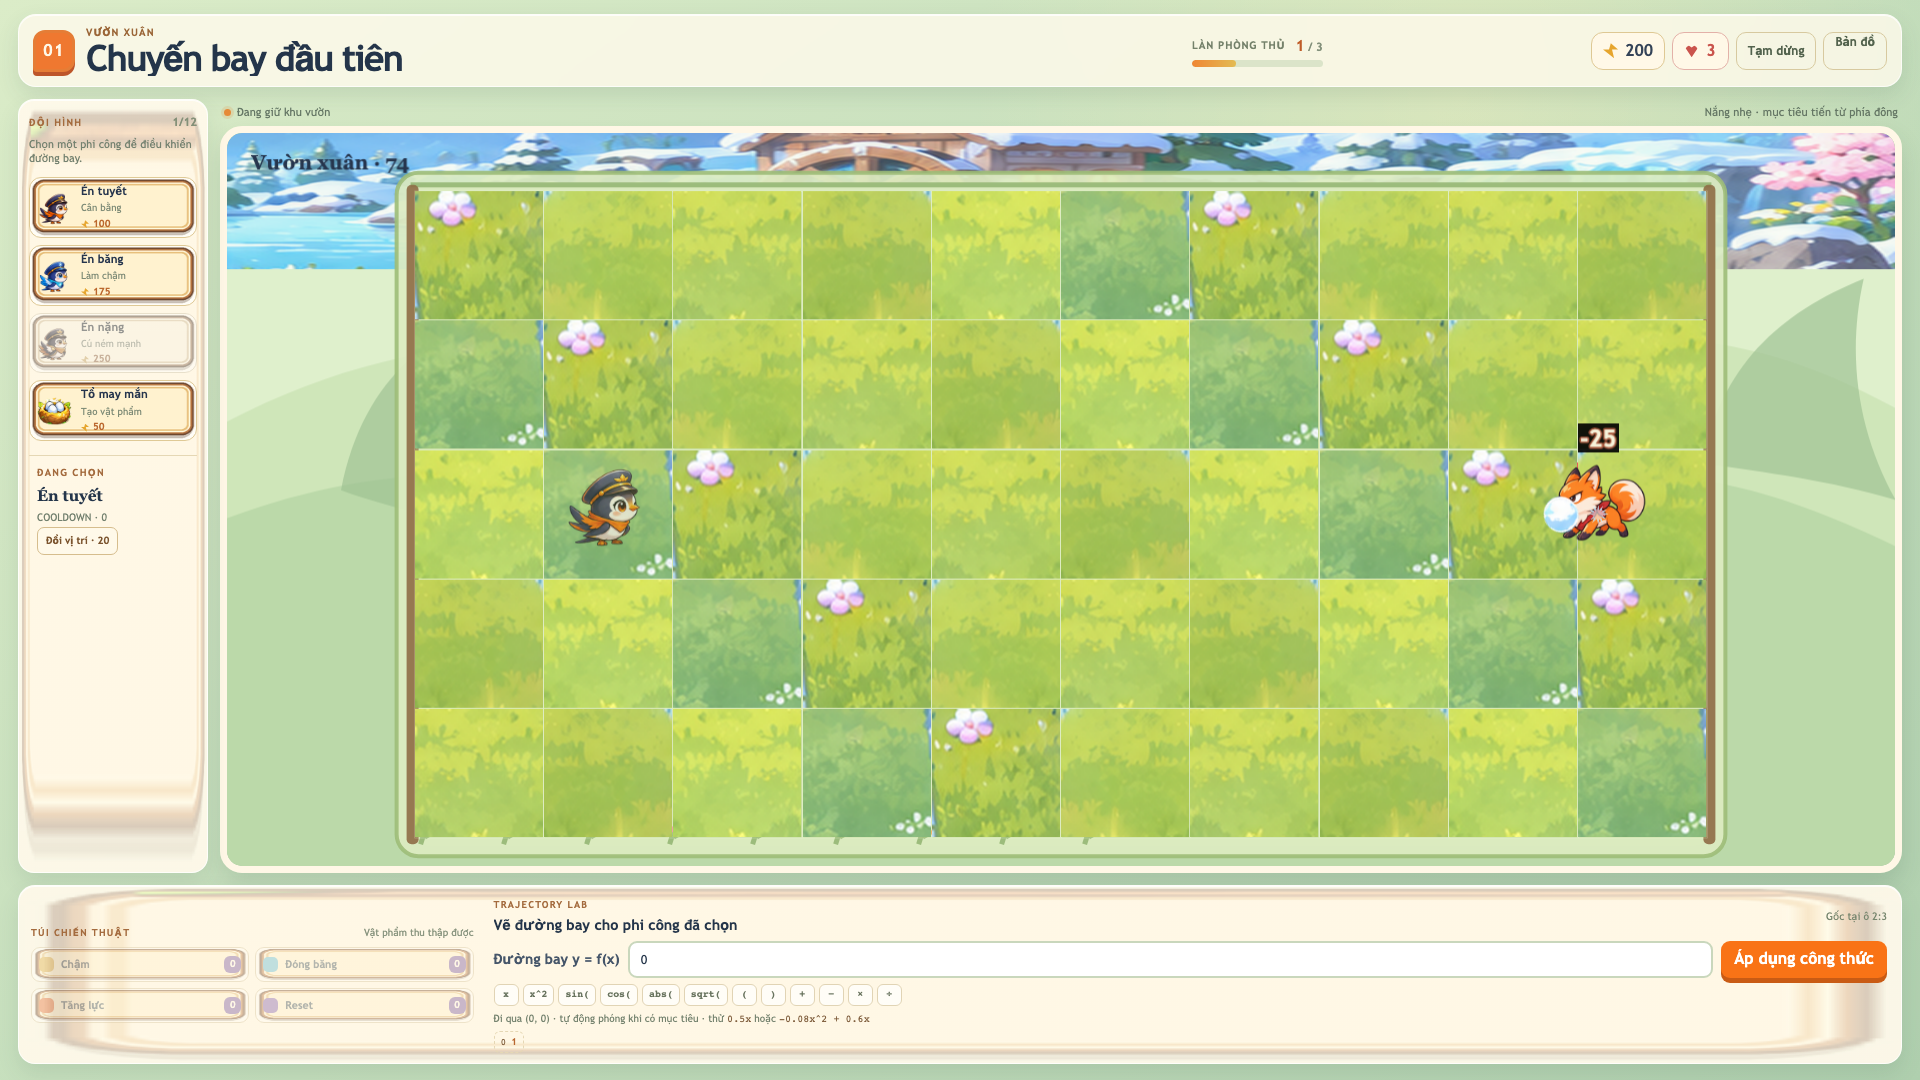 01
VƯỜN XUÂN
Chuyến bay đầu tiên
LÀN PHÒNG THỦ 1 / 3
200
3
Tạm dừng
Bản đồ
ĐỘI HÌNH 1/12
Chọn một phi công để điều khiển
đường bay.
Én tuyết
Cân bằng
100
Én băng
Làm chậm
175
Én nặng
Cú ném mạnh
250
Tổ may mắn
Tạo vật phẩm
50
ĐANG CHỌN
Én tuyết
COOLDOWN · 0
Đổi vị trí · 20
Đang giữ khu vườn
Nắng nhẹ · mục tiêu tiến từ phía đông
Vườn xuân · 74
-25
TÚI CHIẾN THUẬT
Vật phẩm thu thập được
Chậm 0
Đóng băng 0
Tăng lực 0
Reset 0
TRAJECTORY LAB
Vẽ đường bay cho phi công đã chọn
Gốc tại ô 2:3
Đường bay y = f(x) 0
Áp dụng công thức
x x^2 sin( cos( abs( sqrt( ( ) + − × ÷
Đi qua (0, 0) · tự động phóng khi có mục tiêu · thử 0.5x hoặc −0.08x^2 + 0.6x
0 1